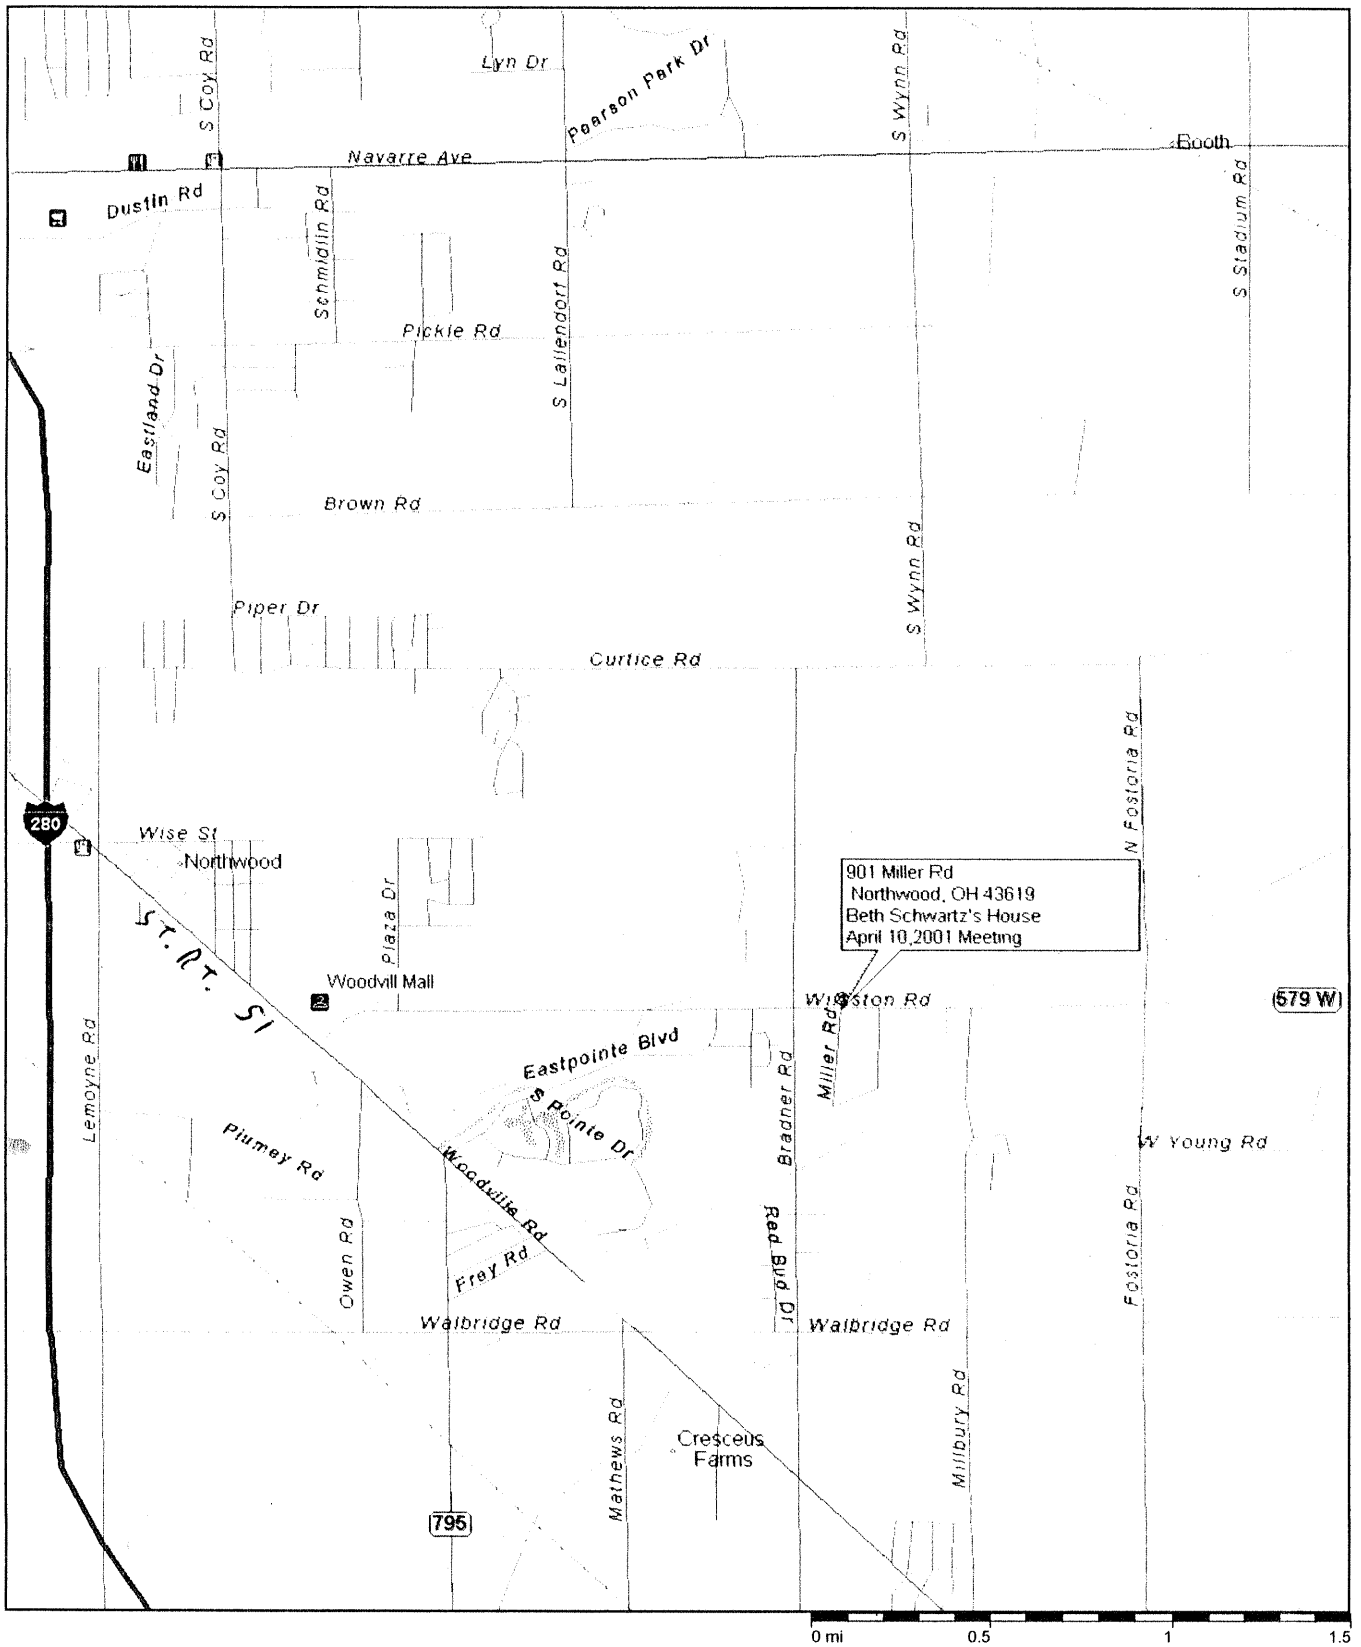 S Coy Rd
Lyn Dr
Pearson Park Dr
S Wynn Rd
Booth
Navarre Ave
Dustin Rd
Schmidlin Rd
S Stadium Rd
S Lallendorf Rd
Pickle Rd
Eastland Dr
S Coy Rd
Brown Rd
S Wynn Rd
Piper Dr
Curtice Rd
N Fostoria Rd
280
Wise St
Northwood
901 Miller Rd
Northwood, OH 43619
Beth Schwartz's House
April 10,2001 Meeting
Plaza Dr
ST. RT. 51
Woodvill Mall
Rd
579 W
Lemoyne Rd
Eastpointe Blvd
Miller Rd
S Pointe Dr
Bradner Rd
Plumey Rd
W Young Rd
Woodville Rd
Owen Rd
Frey Rd
Red Bud Dr
Fostoria Rd
Walbridge Rd
Walbridge Rd
Mathews Rd
Cresceus
Farms
Millbury Rd
795
0 mi 0.5 1 1.5